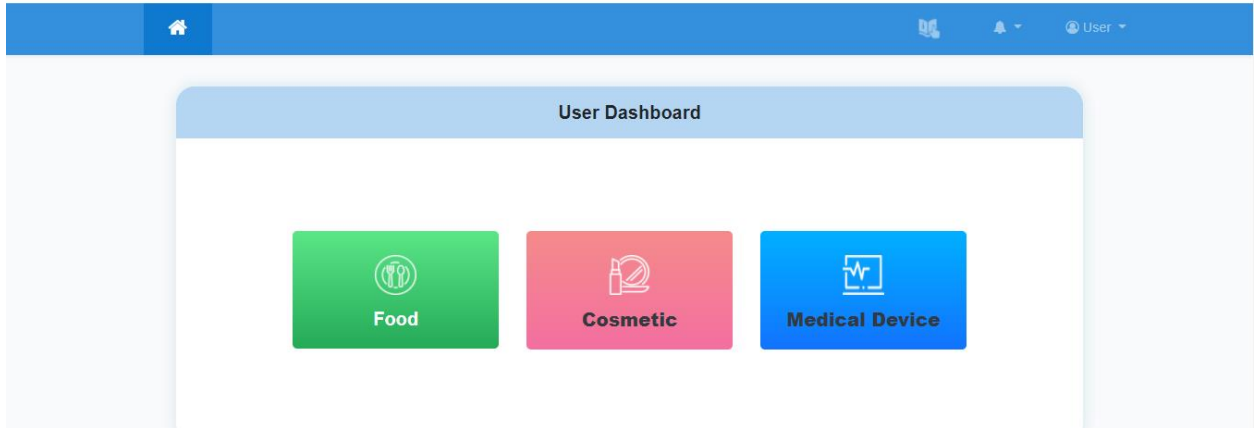 User
User Dashboard
Food
Cosmetic
Medical Device